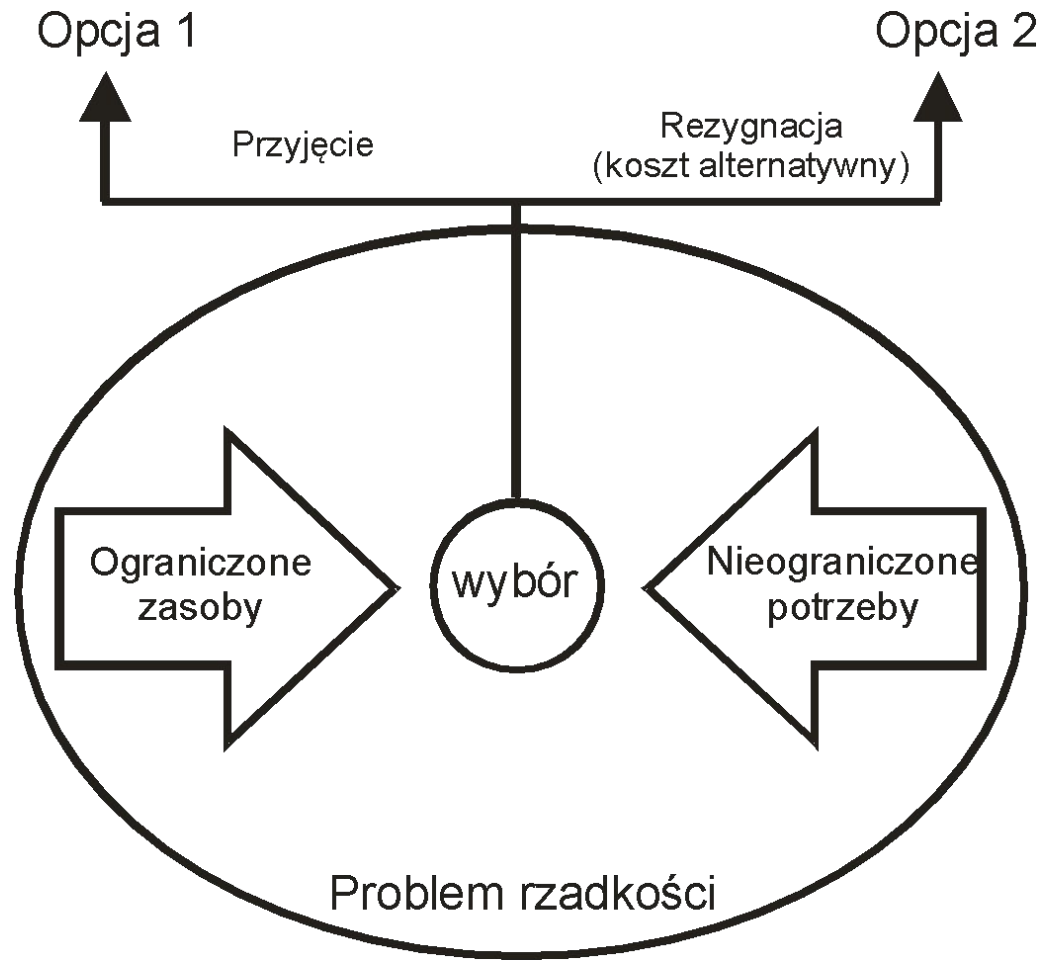 Opcja 1
Opcja 2
Przyjęcie
Rezygnacja
(koszt alternatywny)
Ograniczone
zasoby
wybór
Nieograniczone
potrzeby
Problem rzadkości